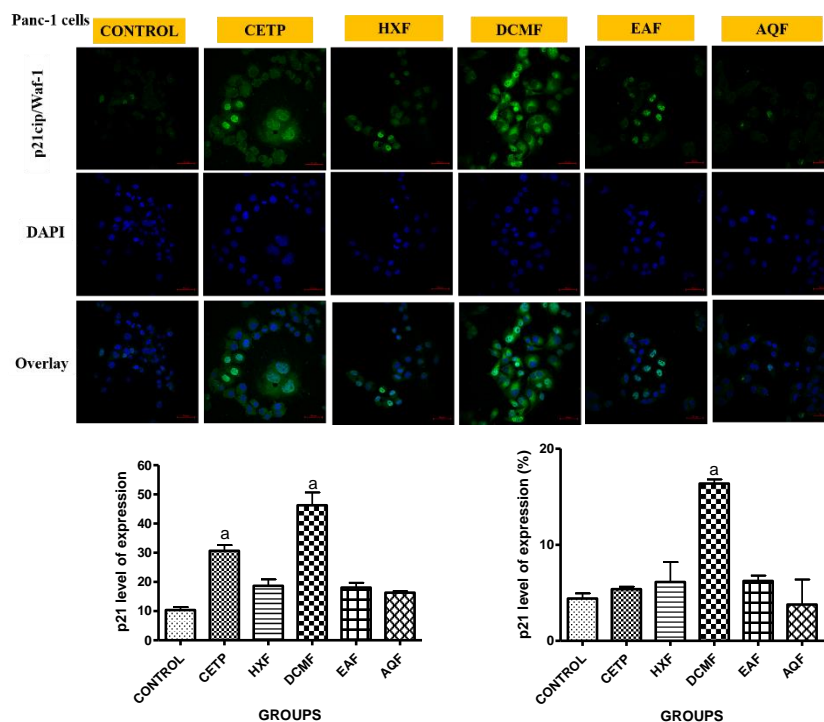 Panc-1 cells
CONTROL CETP HXF DCMF EAF AQF
p21cip/Waf-1
DAPI
Overlay
p21 level of expression
60
50
40
30
20
10
0
a
a
CONTROL CETP HXF DCMF EAF AQF
GROUPS
p21 level of expression (%)
20
10
0
a
CONTROL CETP HXF DCMF EAF AQF
GROUPS